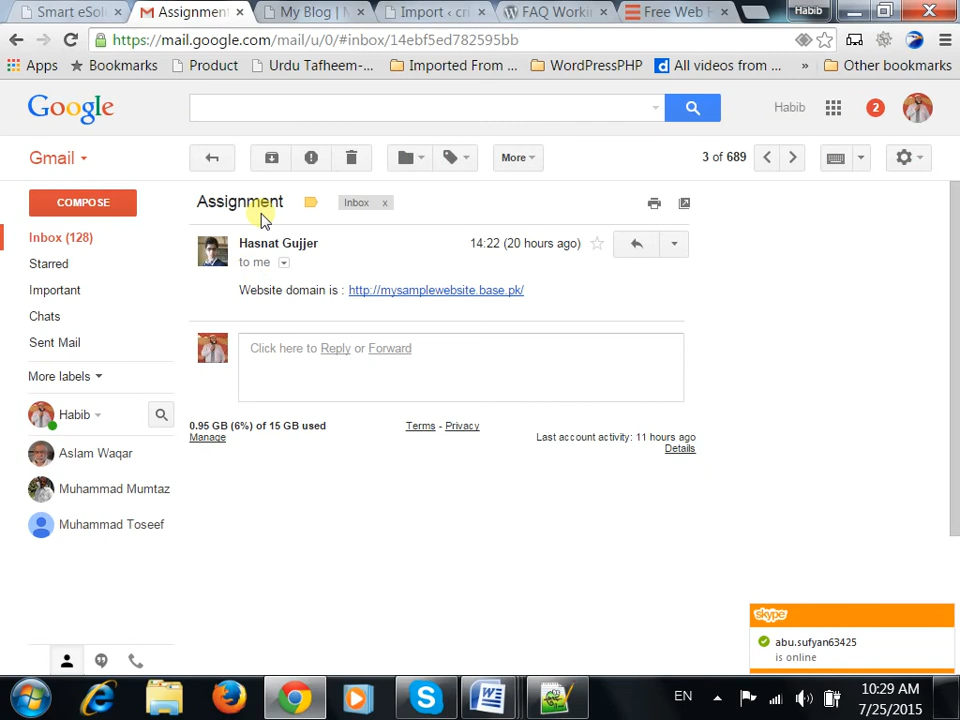 Smart eSol x
Assignment x
My Blog | x
Import ‹ cri x
FAQ Workin x
Free Web H x
Habib
https://mail.google.com/mail/u/0/#inbox/14ebf5ed782595bb
Apps
Bookmarks
Product
Urdu Tafheem-...
Imported From ...
WordPressPHP
All videos from ...
»
Other bookmarks
Google
Habib
2
Gmail
More
3 of 689
COMPOSE
Inbox (128)
Starred
Important
Chats
Sent Mail
More labels
Habib
Aslam Waqar
Muhammad Mumtaz
Muhammad Toseef
Assignment
Inbox x
Hasnat Gujjer
14:22 (20 hours ago)
to me
Website domain is : http://mysamplewebsite.base.pk/
Click here to Reply or Forward
0.95 GB (6%) of 15 GB used
Manage
Terms - Privacy
Last account activity: 11 hours ago
Details
skype
abu.sufyan63425
is online
EN
10:29 AM
7/25/2015